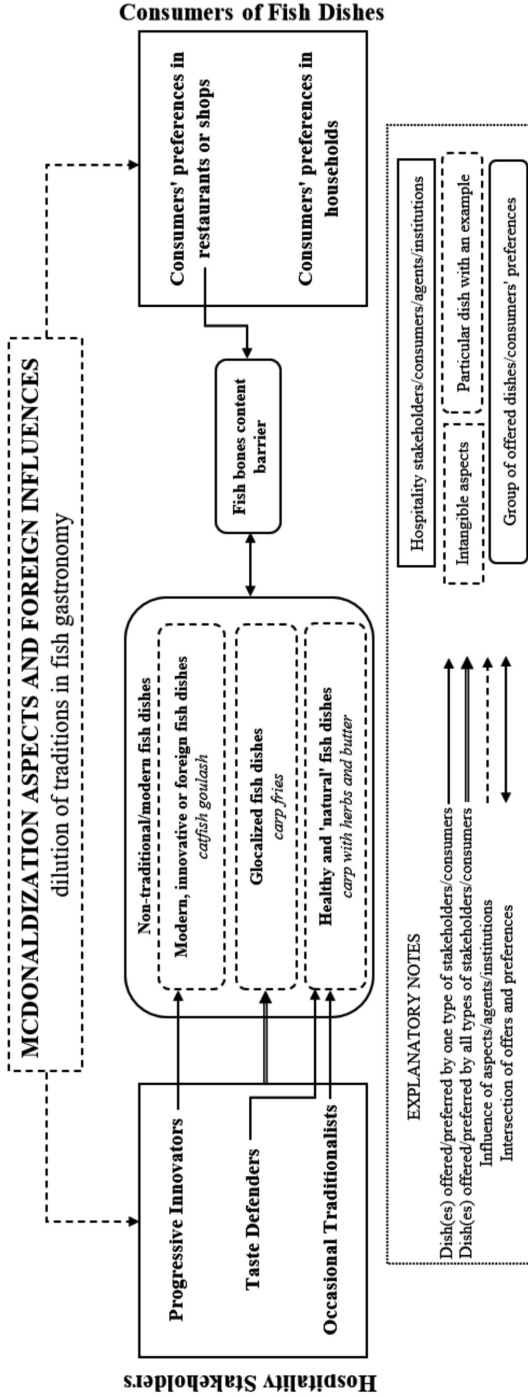 MCDONALDIZATION ASPECTS AND FOREIGN INFLUENCES
dilution of traditions in fish gastronomy
Hospitality Stakeholders
Progressive Innovators
Taste Defenders
Occasional Traditionalists
Non-traditional/modern fish dishes
Modern, innovative or foreign fish dishes
catfish goulash
Glocalized fish dishes
carp fries
Healthy and 'natural' fish dishes
carp with herbs and butter
Fish bones content
barrier
Consumers' preferences in
restaurants or shops
Consumers' preferences in
households
Consumers of Fish Dishes
EXPLANATORY NOTES
Dish(es) offered/preferred by one type of stakeholders/consumers
Dish(es) offered/preferred by all types of stakeholders/consumers
Influence of aspects/agents/institutions
Intersection of offers and preferences
Hospitality stakeholders/consumers/agents/institutions
Intangible aspects
Particular dish with an example
Group of offered dishes/consumers' preferences